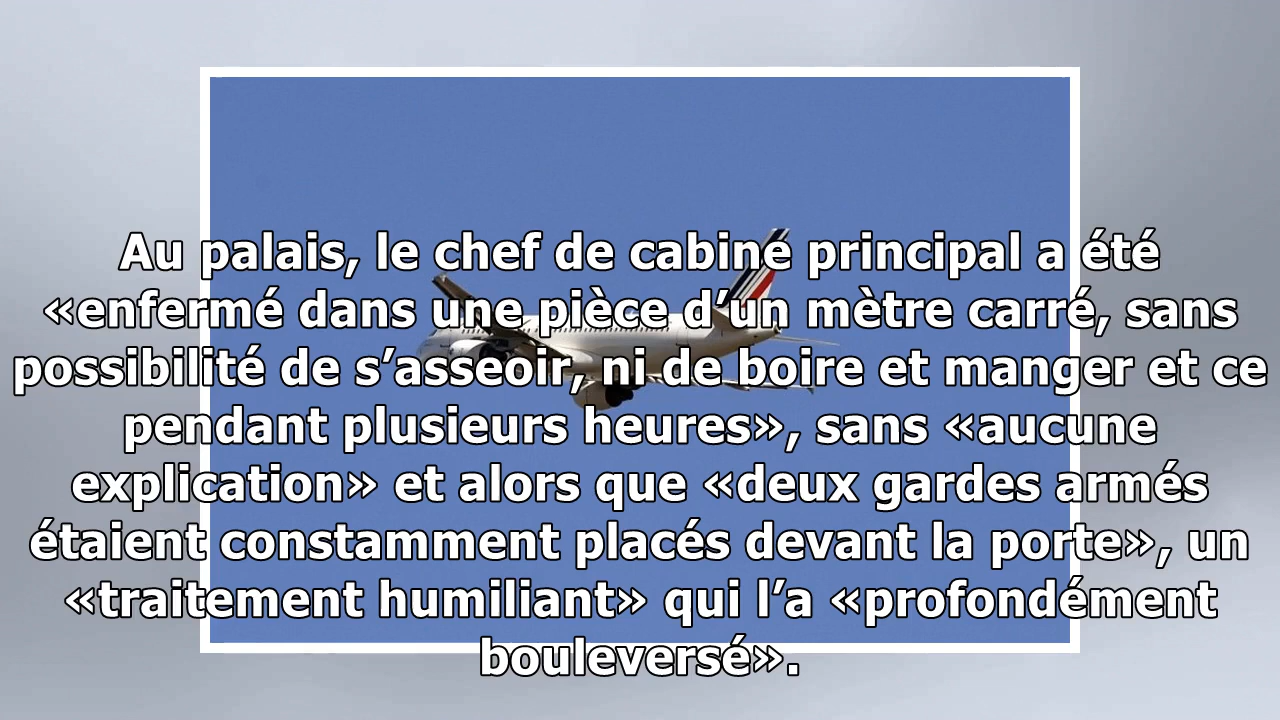 Au palais, le chef de cabine principal a été
«enfermé dans une pièce d’un mètre carré, sans
possibilité de s’asseoir, ni de boire et manger et ce
pendant plusieurs heures», sans «aucune
explication» et alors que «deux gardes armés
étaient constamment placés devant la porte», un
«traitement humiliant» qui l’a «profondément
bouleversé».